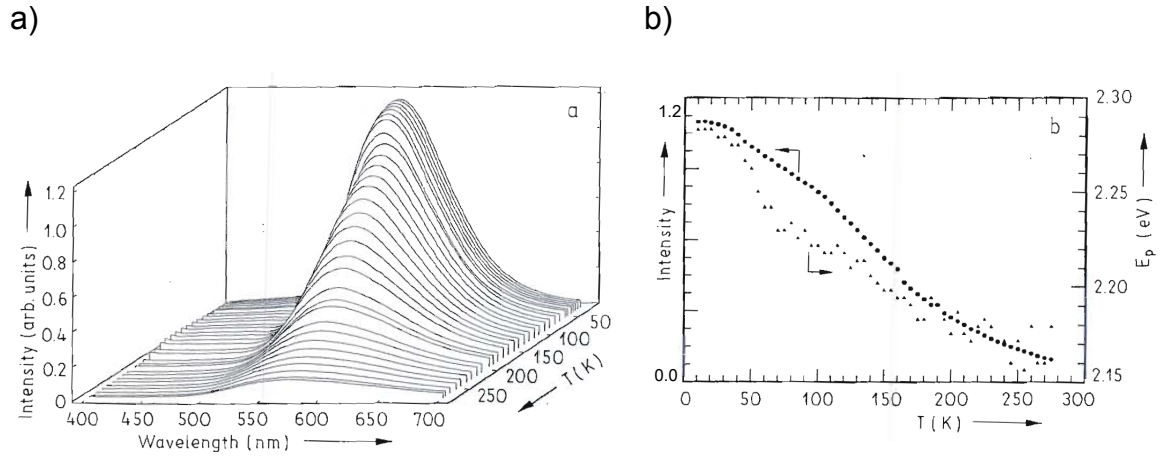 a)
b)
a
1.2
1.0
0.8
0.6
0.4
0.2
0
Intensity (arb. units)
400 450 500 550 600 650 700
Wavelength (nm)
50
100
150
200
250
T(K)
b
1.2
0.0
Intensity
0 50 100 150 200 250 300
T(K)
2.30
2.25
2.20
2.15
Ep (eV)